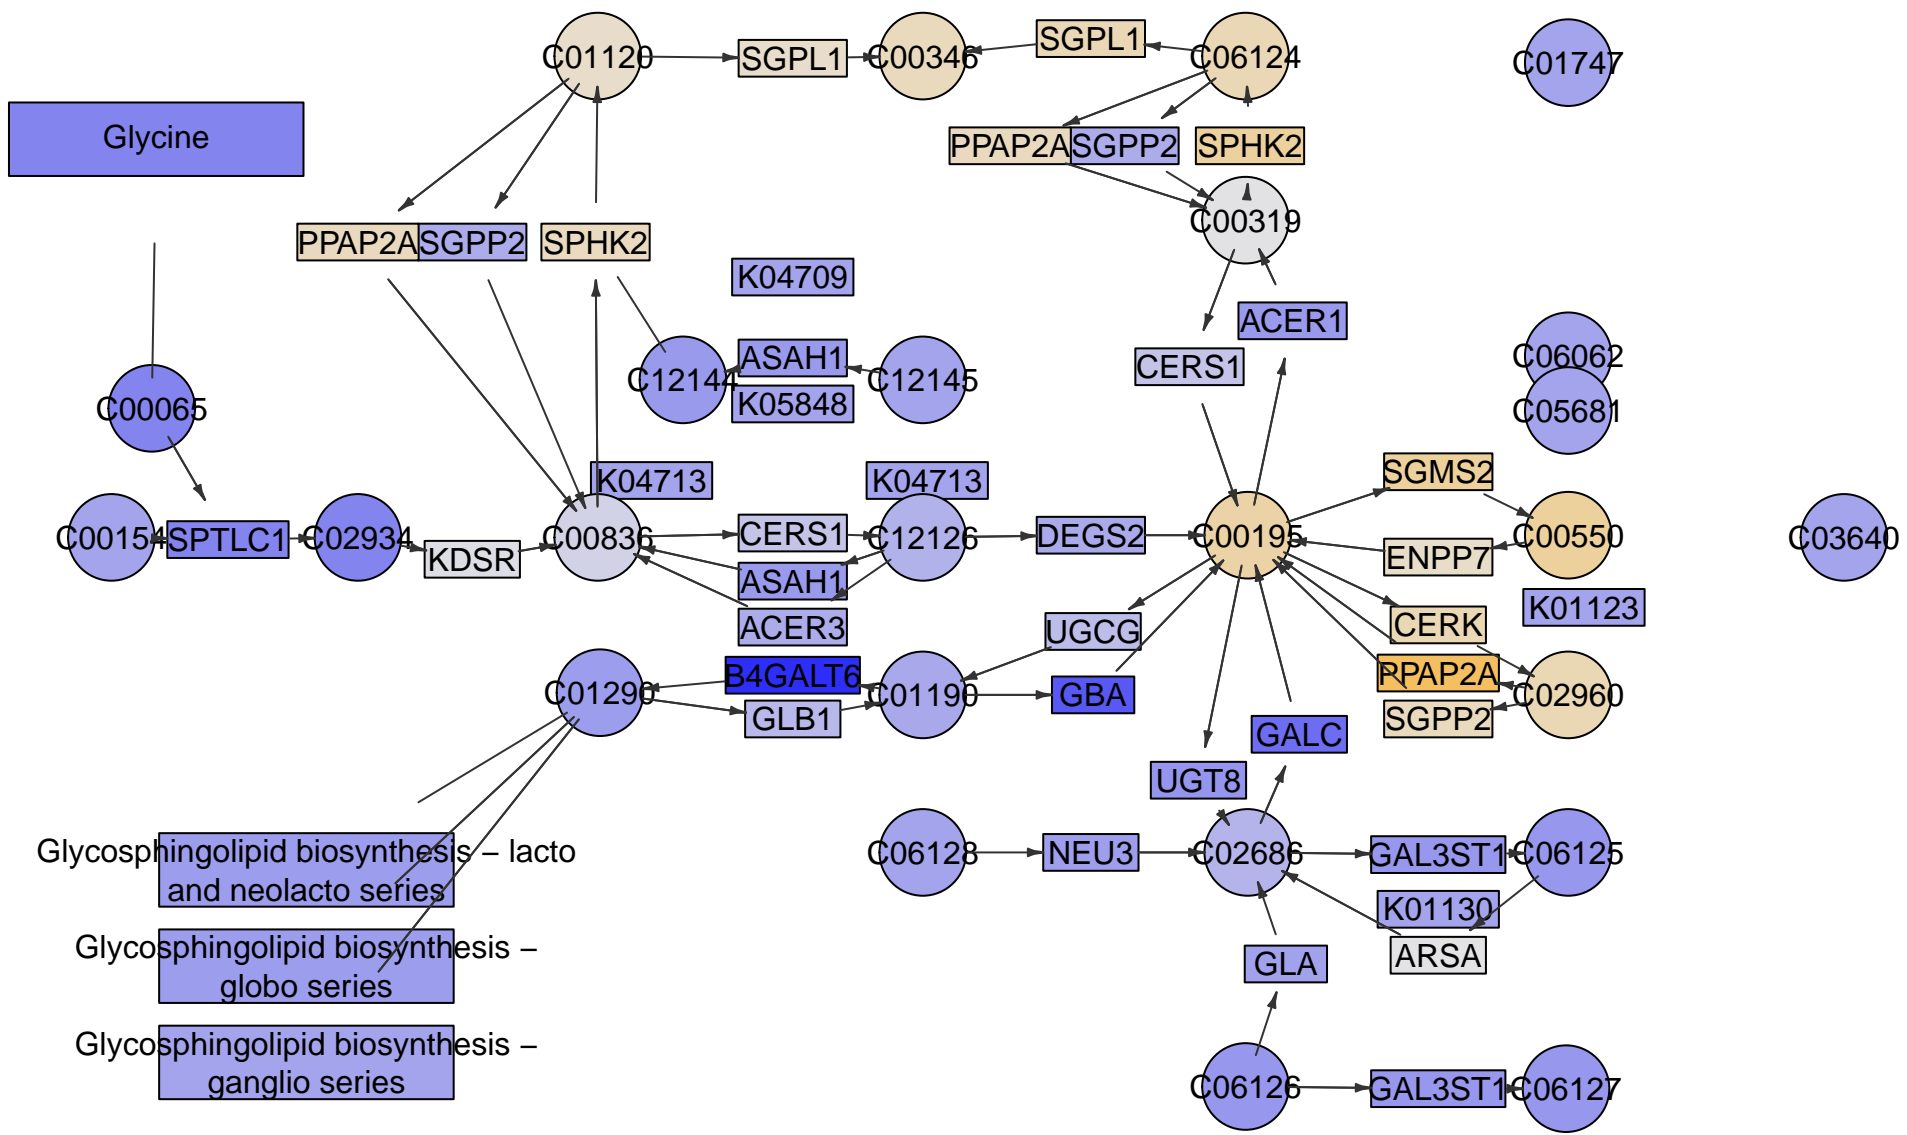 C01120
SGPL1
C00346
SGPL1
C06124
C01747
Glycine
PPAP2A
SGPP2
SPHK2
C00319
PPAP2A
SGPP2
SPHK2
K04709
ACER1
C12144
ASAH1
C12145
CERS1
C06062
K05848
C05681
C00065
K04713
K04713
SGMS2
C00154
SPTLC1
C02934
KDSR
C00836
CERS1
C12126
DEGS2
C00195
C00550
C03640
ENPP7
ASAH1
K01123
ACER3
UGCG
CERK
B4GALT6
PPAP2A
C01290
C01190
GBA
C02960
GLB1
SGPP2
GALC
UGT8
Glycosphingolipid biosynthesis – lacto
and neolacto series
C06128
NEU3
C02686
GAL3ST1
C06125
K01130
Glycosphingolipid biosynthesis –
globo series
GLA
ARSA
Glycosphingolipid biosynthesis –
ganglio series
C06126
GAL3ST1
C06127